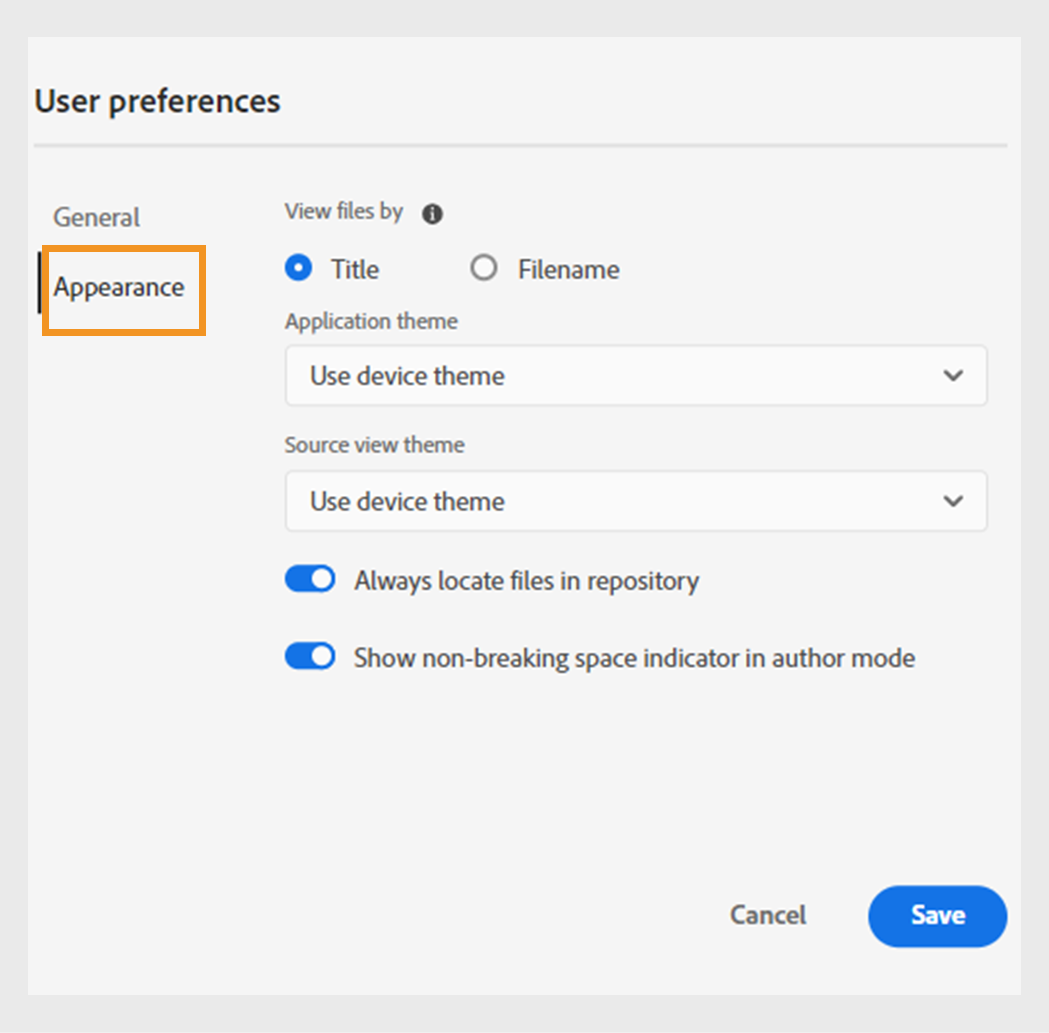 User preferences
General
Appearance
View files by
Title
Filename
Application theme
Use device theme
Source view theme
Use device theme
Always locate files in repository
Show non-breaking space indicator in author mode
Cancel
Save